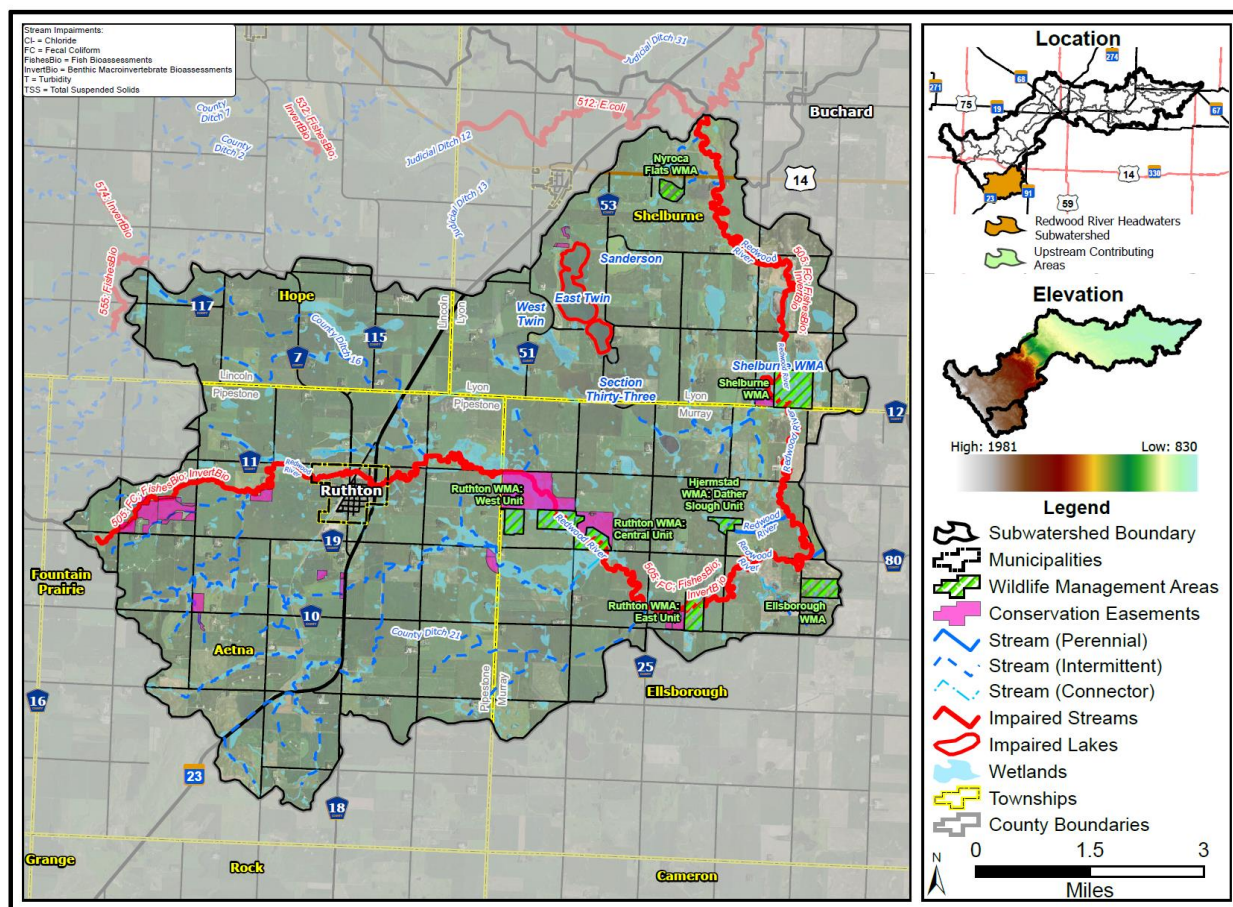 Stream Impairments:
Cl- = Chloride
FC = Fecal Coliform
FishesBio = Fish Bioassessments
InvertBio = Benthic Macroinvertebrate Bioassessments
T = Turbidity
TSS = Total Suspended Solids
Judicial Ditch 31
County
Ditch 7
County
Ditch 2
532; FishesBio;
InvertBio
512; E.coli
Judicial Ditch 12
Buchard
14
574; InvertBio
555; FishesBio
Judicial Ditch 13
Nyroca
Flats WMA
53
Shelburne
Redwood
River
505; FC; FishesBio;
InvertBio
Sanderson
East Twin
West
Twin
Hope
117
Lincoln
Lyon
County Ditch 16
115
7
51
Shelburne WMA
Redwood River
Shelburne
WMA
Section
Thirty-Three
Lincoln
Pipestone
Lyon
Pipestone
Lyon
Murray
12
Redwood River
11
Redwood
River
Ruthton
505; FC; FishesBio; InvertBio
Ruthton WMA:
West Unit
Hjermstad
WMA: Dather
Slough Unit
Ruthton WMA:
Central Unit
Redwood River
Redwood
River
Redwood
River
19
80
Fountain
Prairie
505; FC; FishesBio;
InvertBio
Ruthton WMA:
East Unit
Ellsborough
WMA
10
County Ditch 21
Aetna
25
Ellsborough
Pipestone
Murray
16
23
18
Grange
Rock
Cameron
Location
274
68
271
75
19
67
14
330
23
91
59
Redwood River Headwaters
Subwatershed
Upstream Contributing
Areas
Elevation
High: 1981
Low: 830
Legend
Subwatershed Boundary
Municipalities
Wildlife Management Areas
Conservation Easements
Stream (Perennial)
Stream (Intermittent)
Stream (Connector)
Impaired Streams
Impaired Lakes
Wetlands
Townships
County Boundaries
N
0 1.5 3
Miles